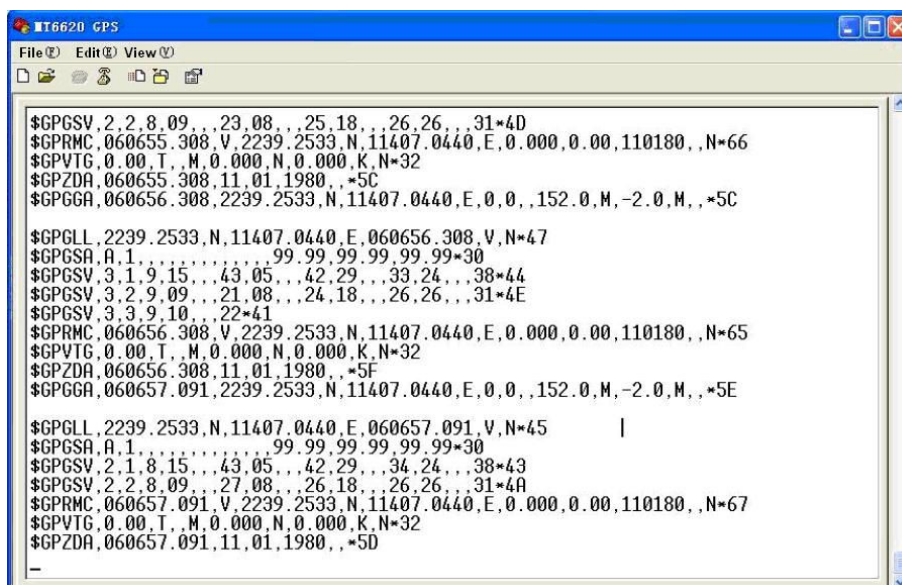 MT6620 GPS
File(F) Edit(E) View(V)
$GPGSV,2,2,8,09,,,23,08,,,25,18,,,26,26,,,31*4D
$GPRMC,060655.308,V,2239.2533,N,11407.0440,E,0.000,0.00,110180,,N*66
$GPVTG,0.00,T,,M,0.000,N,0.000,K,N*32
$GPZDA,060655.308,11,01,1980,,*5C
$GPGGA,060656.308,2239.2533,N,11407.0440,E,0,0,,152.0,M,-2.0,M,,*5C
$GPGLL,2239.2533,N,11407.0440,E,060656.308,V,N*47
$GPGSA,A,1,,,,,,,,,,,,,99.99,99.99,99.99*30
$GPGSV,3,1,9,15,,,43,05,,,42,29,,,33,24,,,38*44
$GPGSV,3,2,9,09,,,21,08,,,24,18,,,26,26,,,31*4E
$GPGSV,3,3,9,10,,,22*41
$GPRMC,060656.308,V,2239.2533,N,11407.0440,E,0.000,0.00,110180,,N*65
$GPVTG,0.00,T,,M,0.000,N,0.000,K,N*32
$GPZDA,060656.308,11,01,1980,,*5F
$GPGGA,060657.091,2239.2533,N,11407.0440,E,0,0,,152.0,M,-2.0,M,,*5E
$GPGLL,2239.2533,N,11407.0440,E,060657.091,V,N*45
$GPGSA,A,1,,,,,,,,,,,,,99.99,99.99,99.99*30
$GPGSV,2,1,8,15,,,43,05,,,42,29,,,34,24,,,38*43
$GPGSV,2,2,8,09,,,27,08,,,26,18,,,26,26,,,31*4A
$GPRMC,060657.091,V,2239.2533,N,11407.0440,E,0.000,0.00,110180,,N*67
$GPVTG,0.00,T,,M,0.000,N,0.000,K,N*32
$GPZDA,060657.091,11,01,1980,,*5D